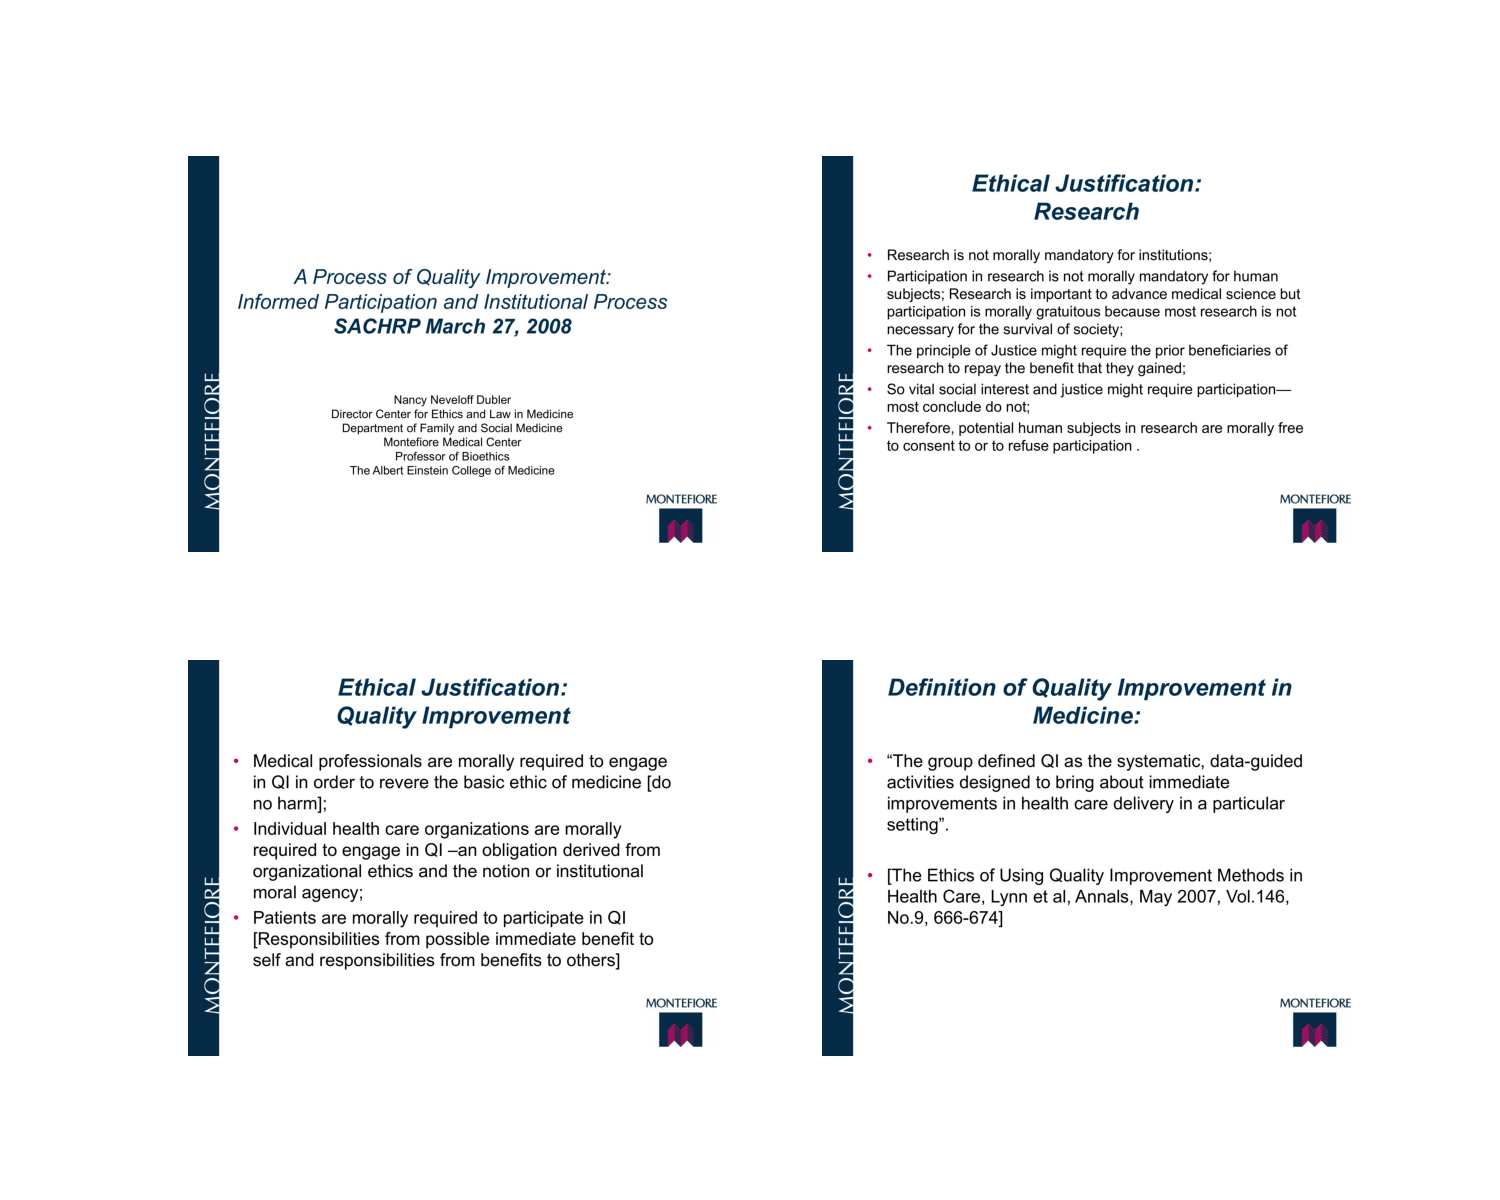 A Process of Quality Improvement:
Informed Participation and Institutional Process
SACHRP March 27, 2008
Nancy Neveloff Dubler
Director Center for Ethics and Law in Medicine
Department of Family and Social Medicine
Montefiore Medical Center
Professor of Bioethics
The Albert Einstein College of Medicine
MONTEFIORE
MONTEFIORE
Ethical Justification:
Research
• Research is not morally mandatory for institutions;
• Participation in research is not morally mandatory for human
subjects; Research is important to advance medical science but
participation is morally gratuitous because most research is not
necessary for the survival of society;
• The principle of Justice might require the prior beneficiaries of
research to repay the benefit that they gained;
• So vital social interest and justice might require participation—
most conclude do not;
• Therefore, potential human subjects in research are morally free
to consent to or to refuse participation .
MONTEFIORE
MONTEFIORE
Ethical Justification:
Quality Improvement
• Medical professionals are morally required to engage
in QI in order to revere the basic ethic of medicine [do
no harm];
• Individual health care organizations are morally
required to engage in QI –an obligation derived from
organizational ethics and the notion or institutional
moral agency;
• Patients are morally required to participate in QI
[Responsibilities from possible immediate benefit to
self and responsibilities from benefits to others]
MONTEFIORE
MONTEFIORE
Definition of Quality Improvement in
Medicine:
• “The group defined QI as the systematic, data-guided
activities designed to bring about immediate
improvements in health care delivery in a particular
setting”.
• [The Ethics of Using Quality Improvement Methods in
Health Care, Lynn et al, Annals, May 2007, Vol.146,
No.9, 666-674]
MONTEFIORE
MONTEFIORE